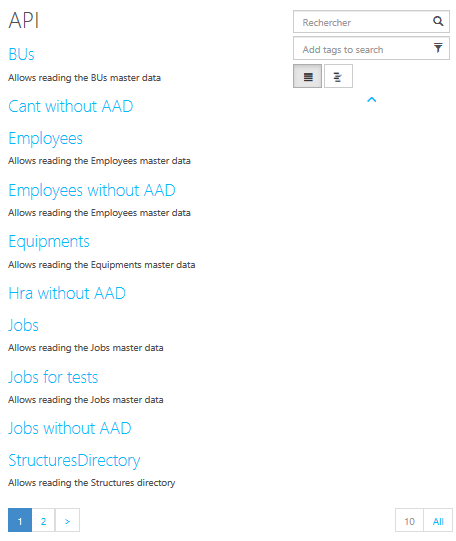 API
Rechercher
Add tags to search
BUs
Allows reading the BUs master data
Cant without AAD
Employees
Allows reading the Employees master data
Employees without AAD
Allows reading the Employees master data
Equipments
Allows reading the Equipments master data
Hra without AAD
Jobs
Allows reading the Jobs master data
Jobs for tests
Allows reading the Jobs master data
Jobs without AAD
StructuresDirectory
Allows reading the Structures directory
1 2 > 10 All